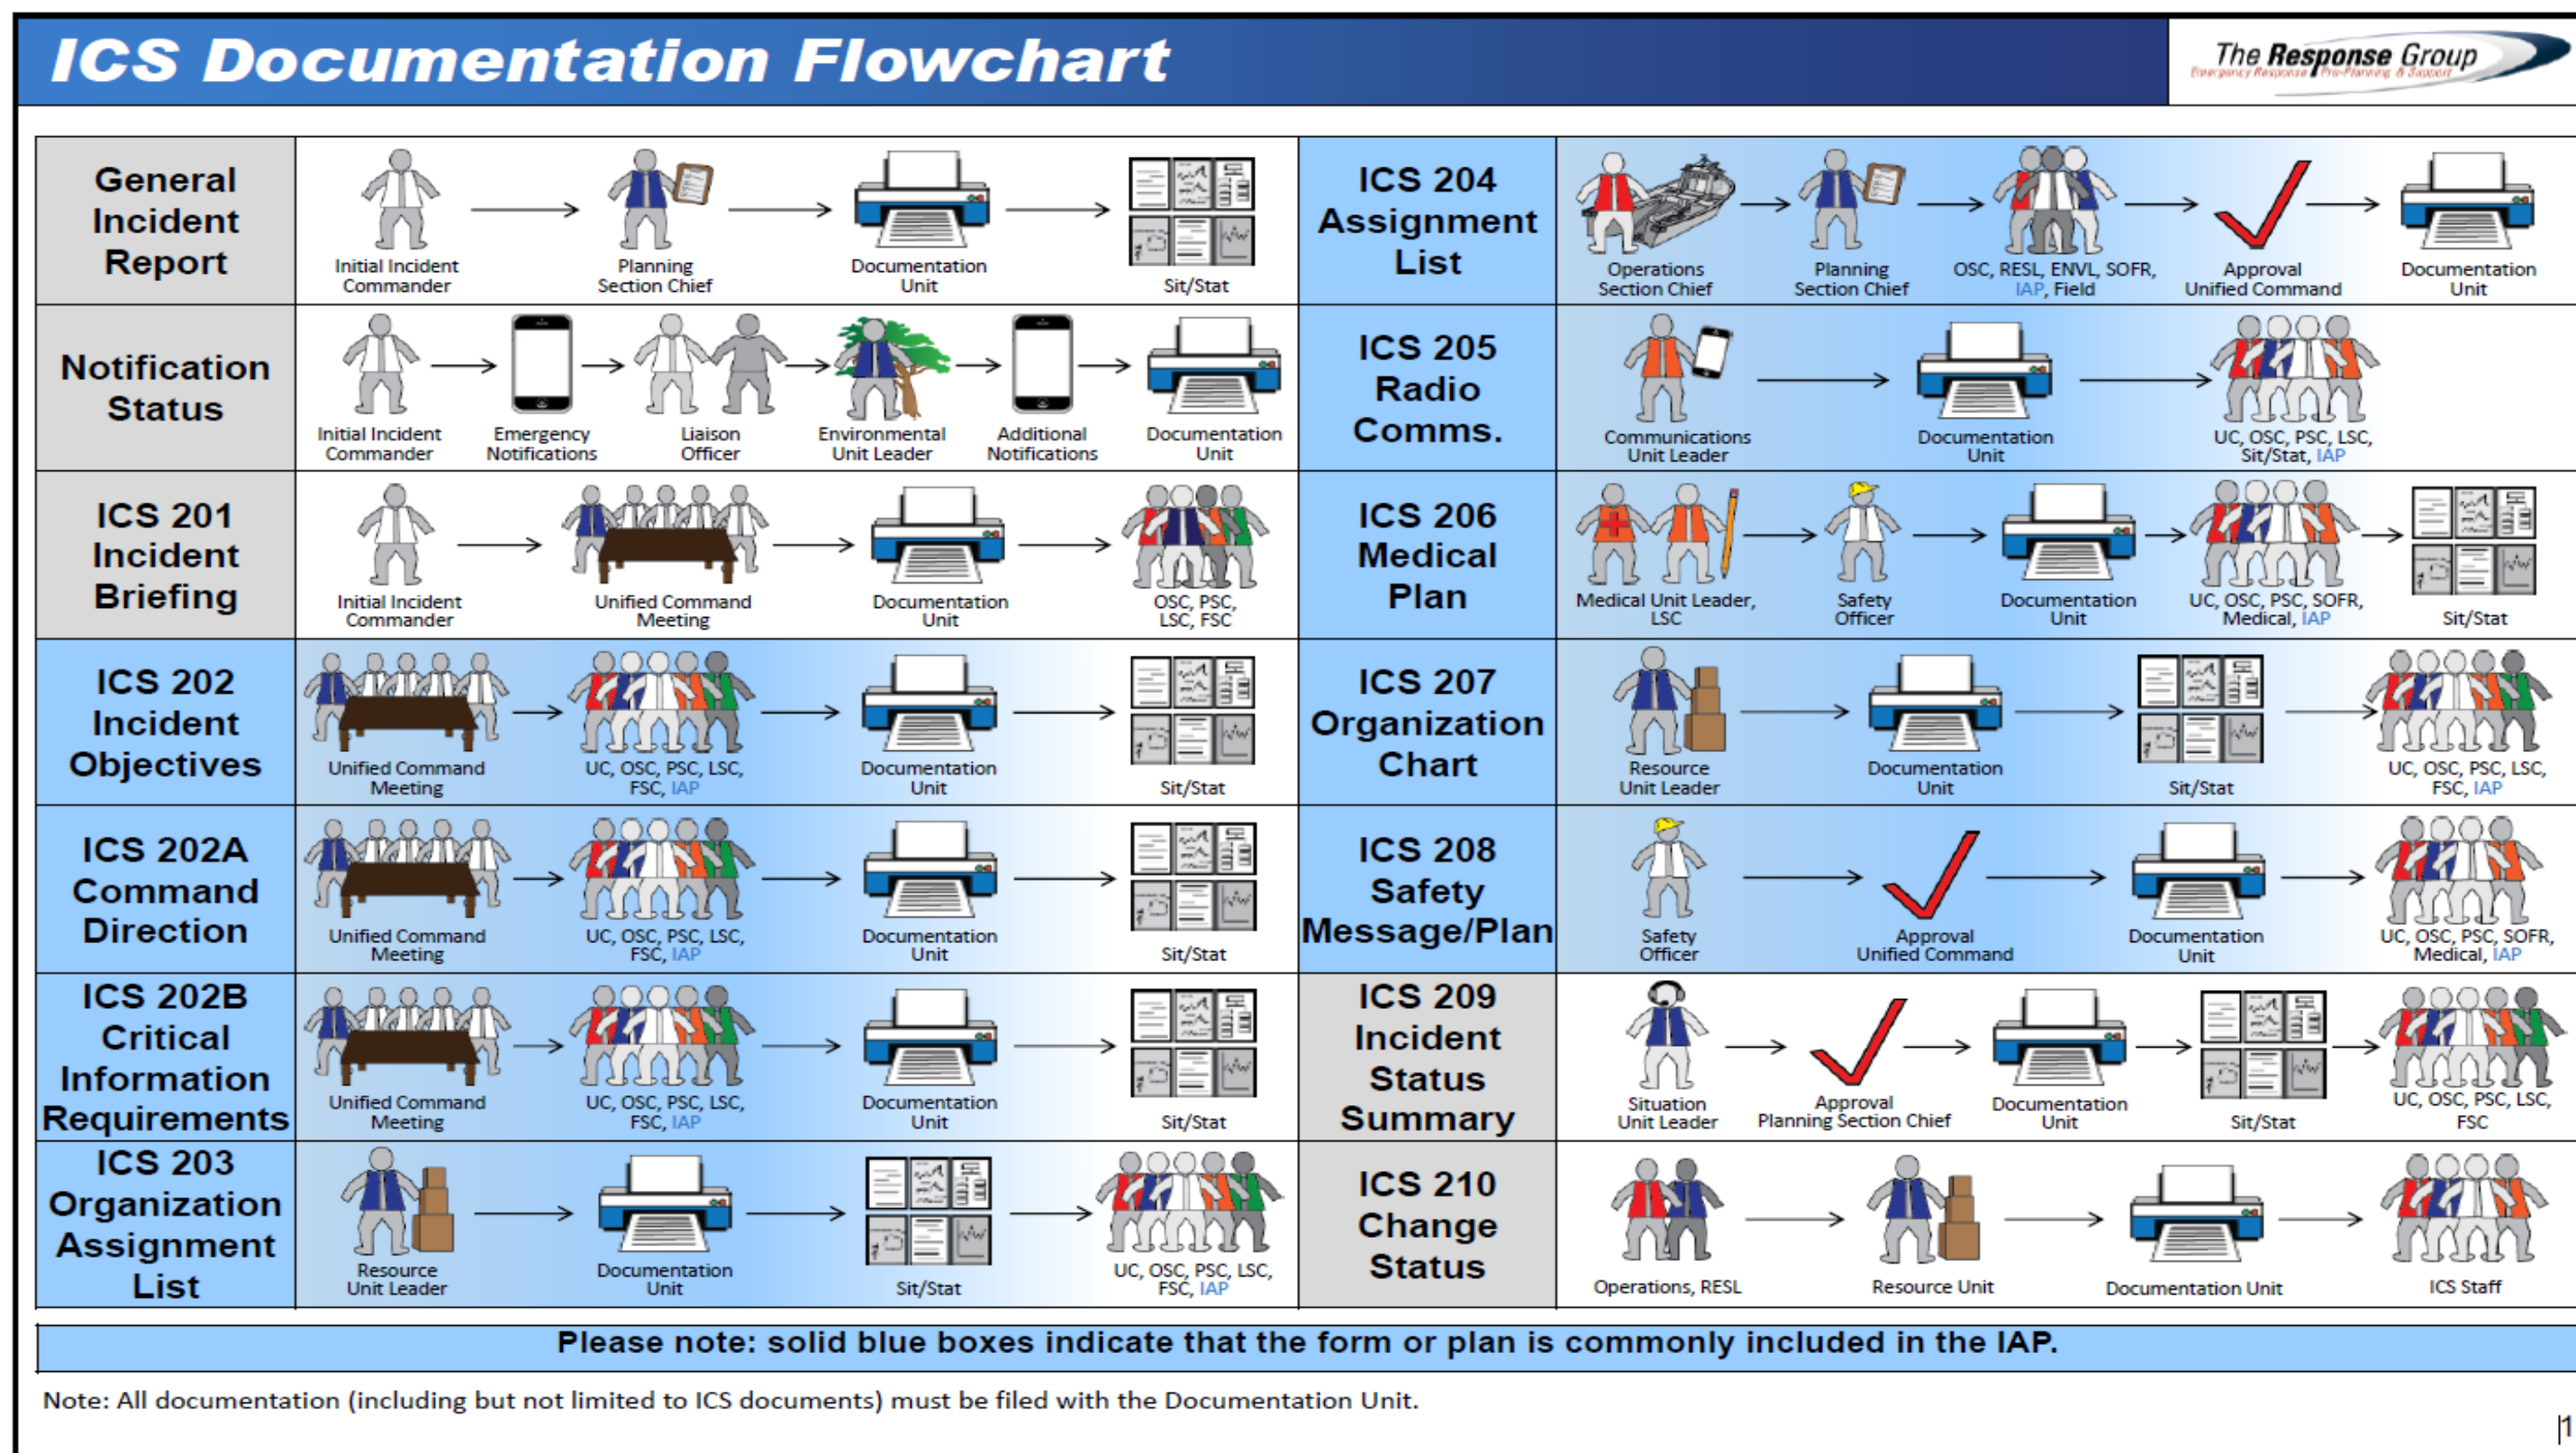 ICS Documentation Flowchart
The Response Group
Emergency Response Pre-Planning & Support
General
Incident
Report
Initial Incident
Commander
Planning
Section Chief
Documentation
Unit
Sit/Stat
Notification
Status
Initial Incident
Commander
Emergency
Notifications
Liaison
Officer
Environmental
Unit Leader
Additional
Notifications
Documentation
Unit
ICS 201
Incident
Briefing
Initial Incident
Commander
Unified Command
Meeting
Documentation
Unit
OSC, PSC,
LSC, FSC
ICS 202
Incident
Objectives
Unified Command
Meeting
UC, OSC, PSC, LSC,
FSC, IAP
Documentation
Unit
Sit/Stat
ICS 202A
Command
Direction
Unified Command
Meeting
UC, OSC, PSC, LSC,
FSC, IAP
Documentation
Unit
Sit/Stat
ICS 202B
Critical
Information
Requirements
Unified Command
Meeting
UC, OSC, PSC, LSC,
FSC, IAP
Documentation
Unit
Sit/Stat
ICS 203
Organization
Assignment
List
Resource
Unit Leader
Documentation
Unit
Sit/Stat
UC, OSC, PSC, LSC,
FSC, IAP
ICS 204
Assignment
List
Operations
Section Chief
Planning
Section Chief
OSC, RESL, ENVL, SOFR,
IAP, Field
Approval
Unified Command
Documentation
Unit
ICS 205
Radio
Comms.
Communications
Unit Leader
Documentation
Unit
UC, OSC, PSC, LSC,
Sit/Stat, IAP
ICS 206
Medical
Plan
Medical Unit Leader,
LSC
Safety
Officer
Documentation
Unit
UC, OSC, PSC, SOFR,
Medical, IAP
Sit/Stat
ICS 207
Organization
Chart
Resource
Unit Leader
Documentation
Unit
Sit/Stat
UC, OSC, PSC, LSC,
FSC, IAP
ICS 208
Safety
Message/Plan
Safety
Officer
Approval
Unified Command
Documentation
Unit
UC, OSC, PSC, SOFR,
Medical, IAP
ICS 209
Incident
Status
Summary
Situation
Unit Leader
Approval
Planning Section Chief
Documentation
Unit
Sit/Stat
UC, OSC, PSC, LSC,
FSC
ICS 210
Change
Status
Operations, RESL
Resource Unit
Documentation Unit
ICS Staff
Please note: solid blue boxes indicate that the form or plan is commonly included in the IAP.
Note: All documentation (including but not limited to ICS documents) must be filed with the Documentation Unit.
1